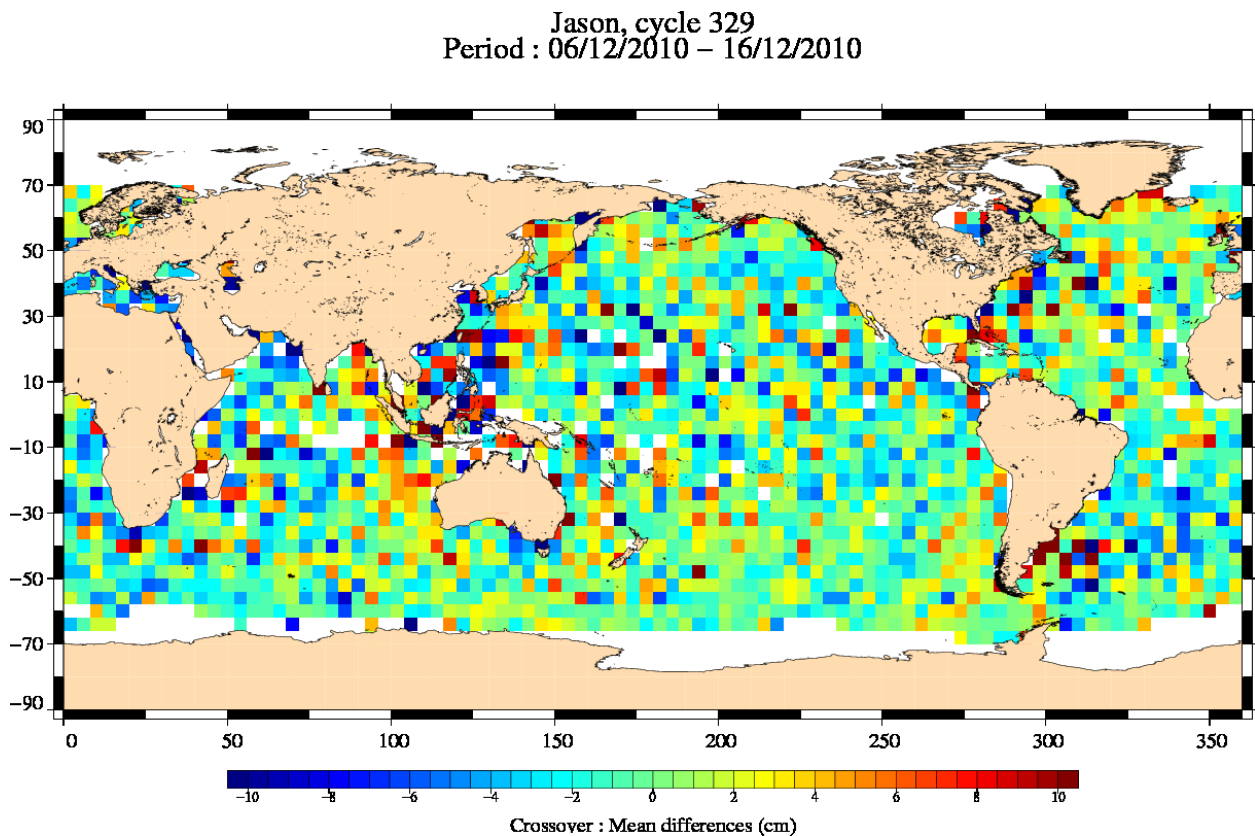 Jason, cycle 329
Period : 06/12/2010 − 16/12/2010
90
70
50
30
10
−10
−30
−50
−70
−90
0 50 100 150 200 250 300 350
−10 −8 −6 −4 −2 0 2 4 6 8 10
Crossover : Mean differences (cm)